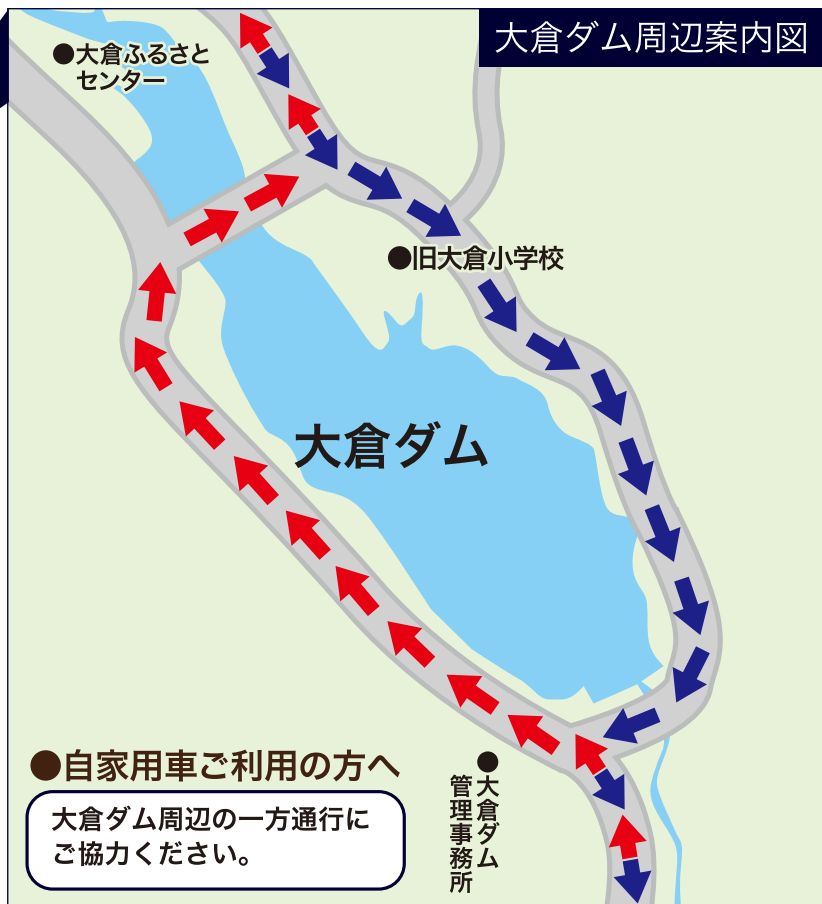 大倉ダム周辺案内図
●大倉ふるさと
センター
●旧大倉小学校
大倉ダム
●大倉ダム
管理事務所
●自家用車ご利用の方へ
大倉ダム周辺の一方通行に
ご協力ください。